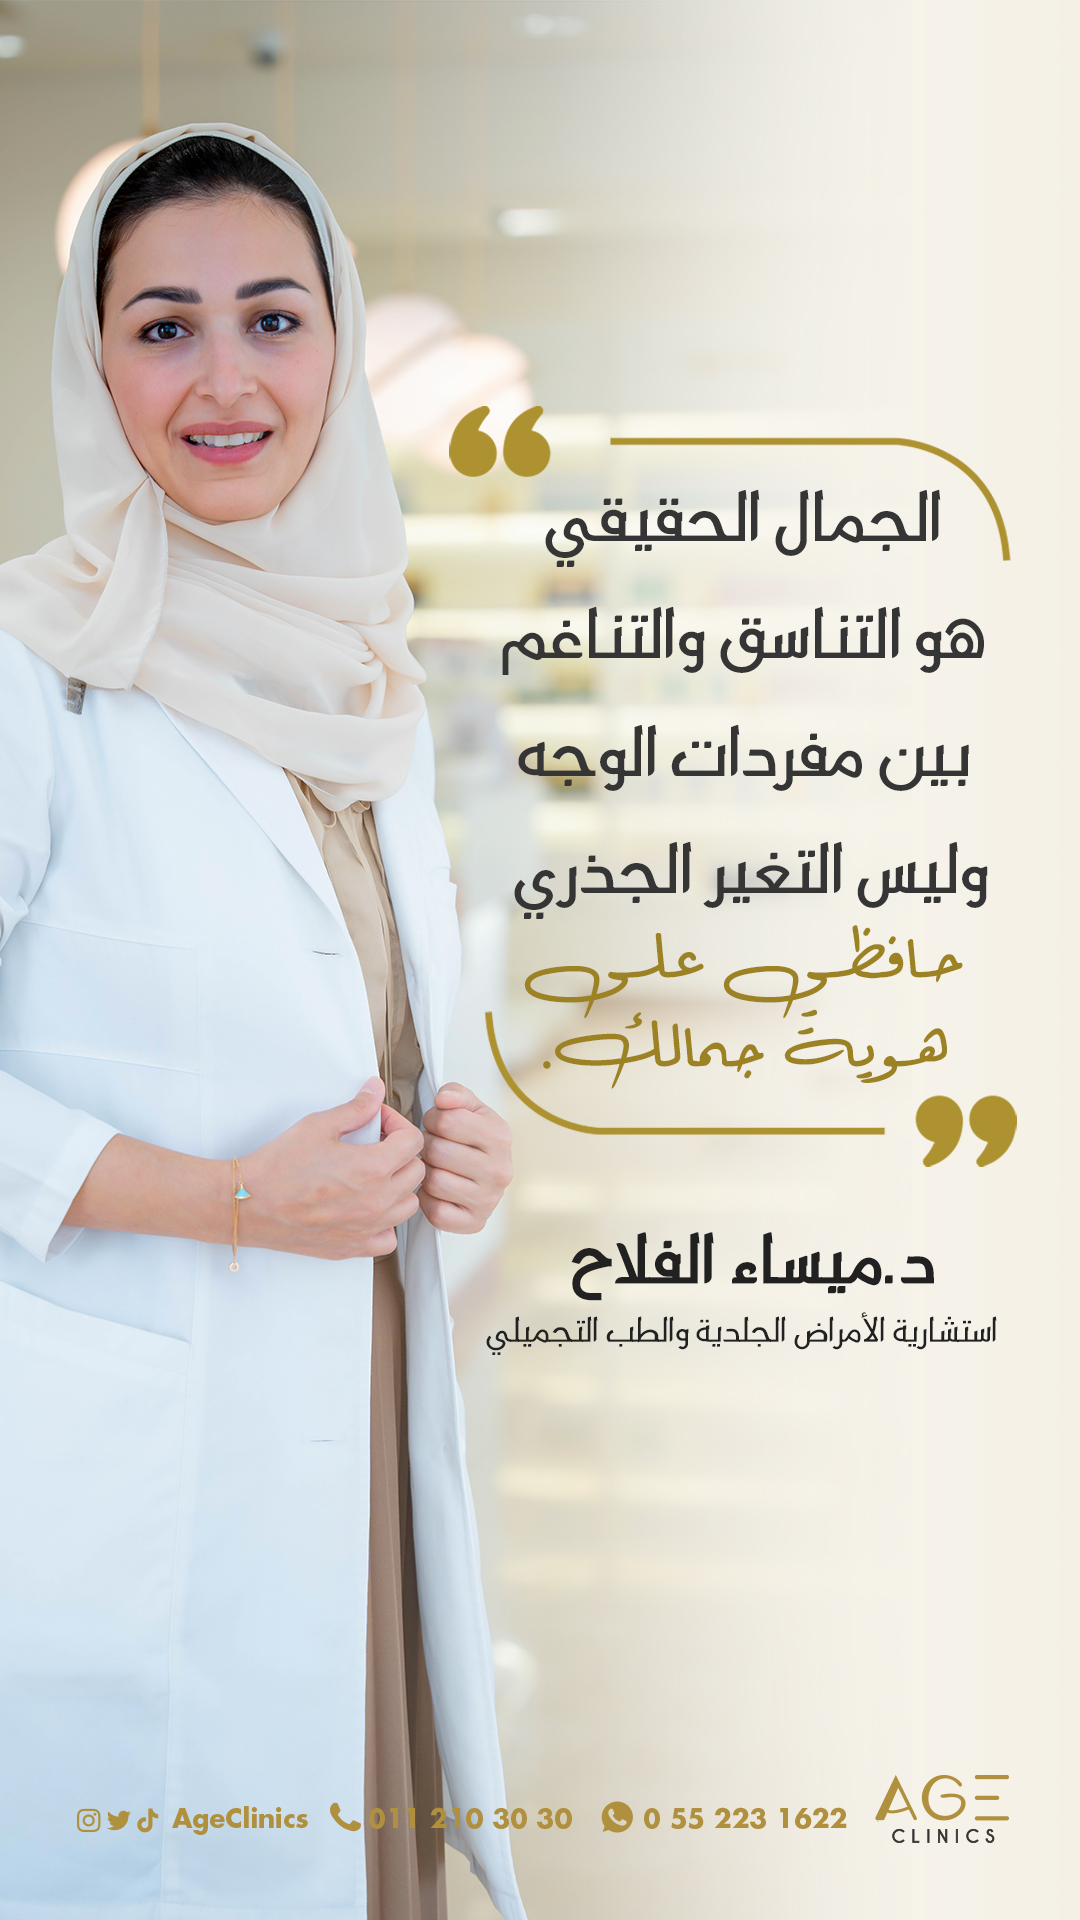 الجمال الحقيقي
هو التناسق والتناغم
بين مفردات الوجه
وليس التغير الجذري
حافظي على
هوية جمالكِ.
د.ميساء الفلاح
استشارية الأمراض الجلدية والطب التجميلي
AgeClinics 011 210 30 30 0 55 223 1622
AGE
CLINICS